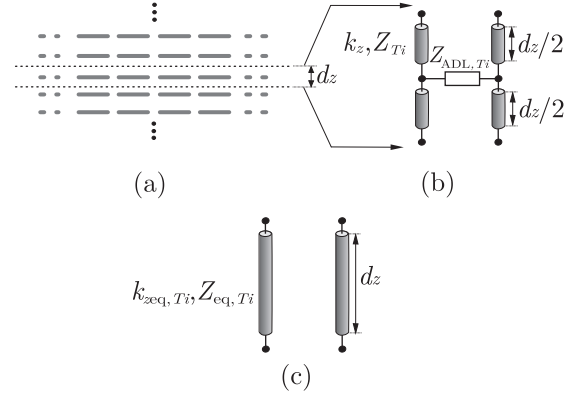 dz
(a)
k_z, Z_{Ti}
Z_{ADL, Ti}
dz/2
dz/2
(b)
k_{zeq, Ti}, Z_{eq, Ti}
dz
(c)